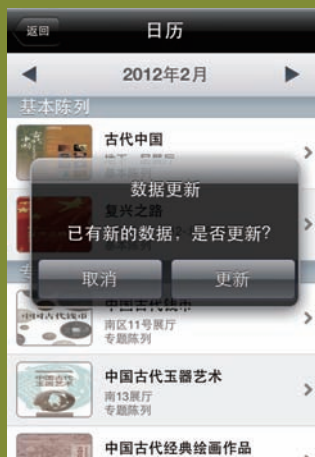 返回
日历
2012年2月
基本陈列
古代中国
数据更新
复兴之路
已有新的数据，是否更新？
取消
更新
中国古代钱币
南区11号展厅
专题陈列
中国古代玉器艺术
南13展厅
专题陈列
中国古代经典绘画作品